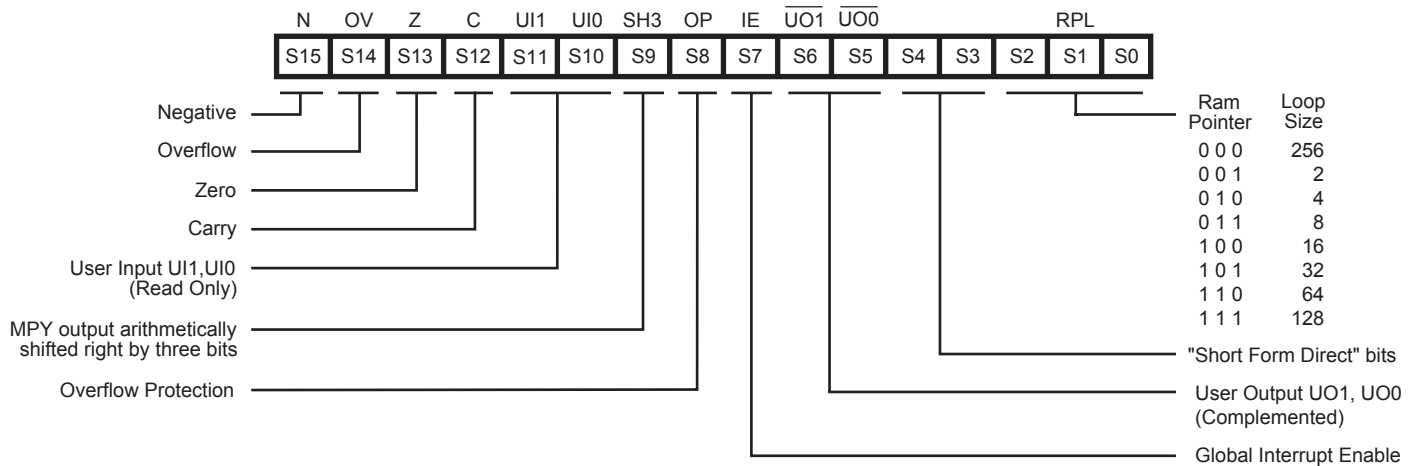 N OV Z C UI1 UI0 SH3 OP IE UO1 UO0 RPL
S15 S14 S13 S12 S11 S10 S9 S8 S7 S6 S5 S4 S3 S2 S1 S0
Negative
Overflow
Zero
Carry
User Input UI1,UI0
(Read Only)
MPY output arithmetically
shifted right by three bits
Overflow Protection
Ram Loop
Pointer Size
0 0 0 256
0 0 1 2
0 1 0 4
0 1 1 8
1 0 0 16
1 0 1 32
1 1 0 64
1 1 1 128
"Short Form Direct" bits
User Output UO1, UO0
(Complemented)
Global Interrupt Enable